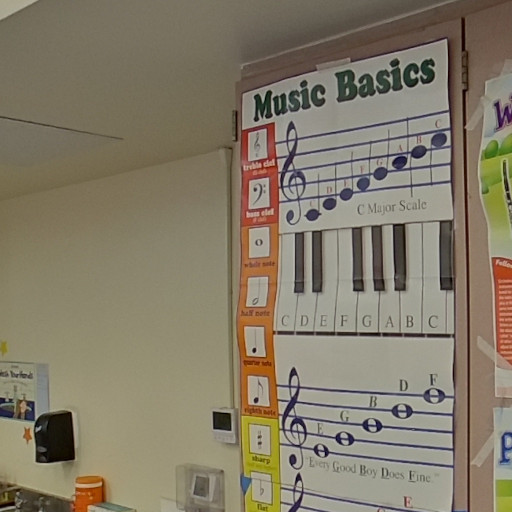 Music Basics
treble clef
C D E F G A B C
bass clef
C Major Scale
whole note
half note
C D E F G A B C
quarter note
eighth note
E G B D F
sharp
"Every Good Boy Does Fine."
flat
E
W
P